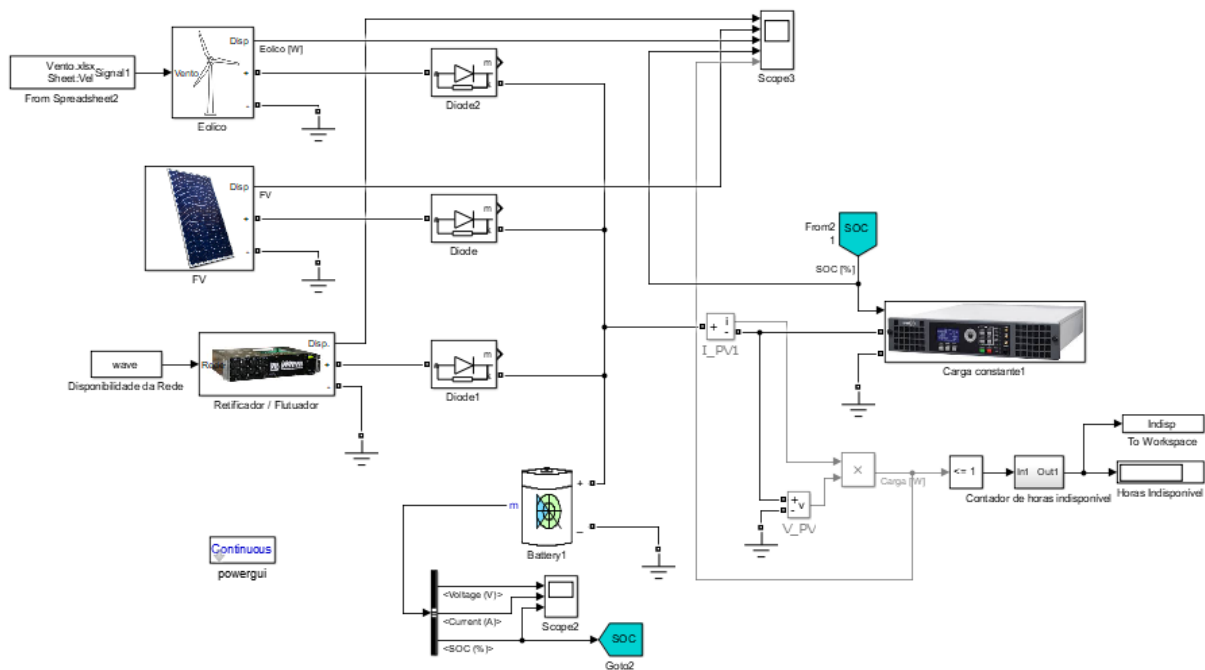 Vento.xlsx
Sheet:Vel
Signal1
From Spreadsheet2
Vento
Disp
+
-
Eolico
Eolico [W]
a
m
k
Diode2
Scope3
Disp
+
-
FV
FV
a
m
k
Diode
From2
1
SOC
SOC [%]
wave
Disponibilidade da Rede
Disp.
+
-
Retificador / Flutuador
a
m
k
Diode1
+
i
-
I_PV1
Carga constante1
+
-
v
V_PV
×
Carga [W]
<= 1
In1 Out1
Contador de horas indisponível
Indisp
To Workspace
Horas Indisponível
m
+
_
Battery1
Continuous
powergui
<Voltage (V)>
<Current (A)>
<SOC (%)>
Scope2
SOC
Goto2